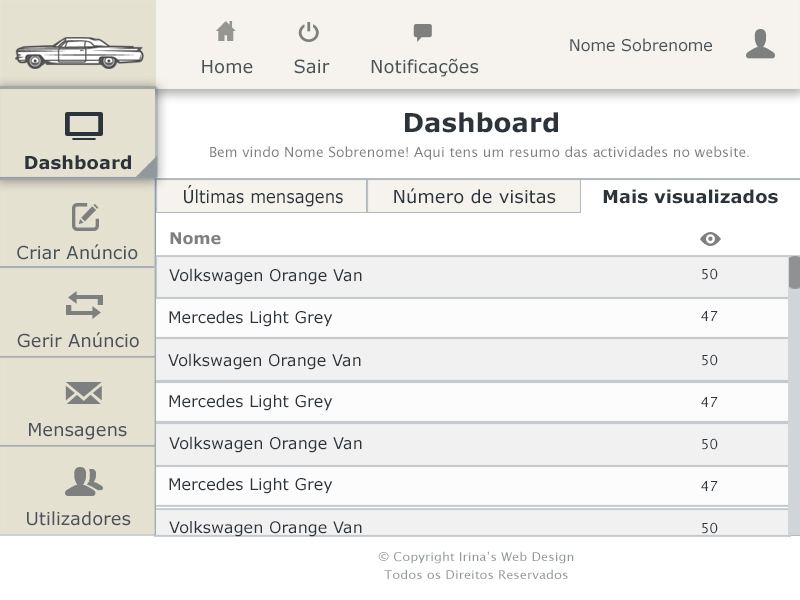 Home
Sair
Notificações
Nome Sobrenome
Dashboard
Criar Anúncio
Gerir Anúncio
Mensagens
Utilizadores
Dashboard
Bem vindo Nome Sobrenome! Aqui tens um resumo das actividades no website.
Últimas mensagens
Número de visitas
Mais visualizados
Nome
Volkswagen Orange Van 50
Mercedes Light Grey 47
Volkswagen Orange Van 50
Mercedes Light Grey 47
Volkswagen Orange Van 50
Mercedes Light Grey 47
Volkswagen Orange Van 50
© Copyright Irina's Web Design
Todos os Direitos Reservados